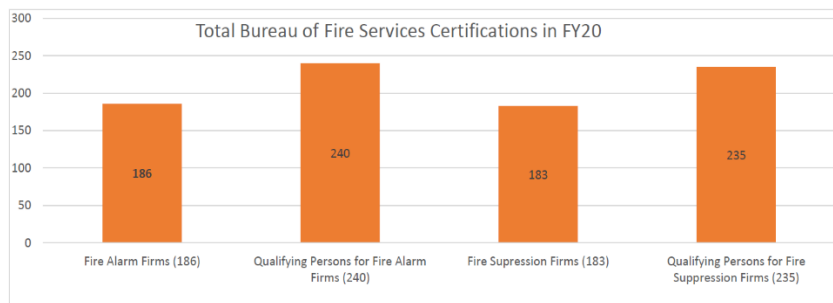 Total Bureau of Fire Services Certifications in FY20
300
250
200
150
100
50
0
186
240
183
235
Fire Alarm Firms (186)
Qualifying Persons for Fire Alarm
Firms (240)
Fire Supression Firms (183)
Qualifying Persons for Fire
Suppression Firms (235)